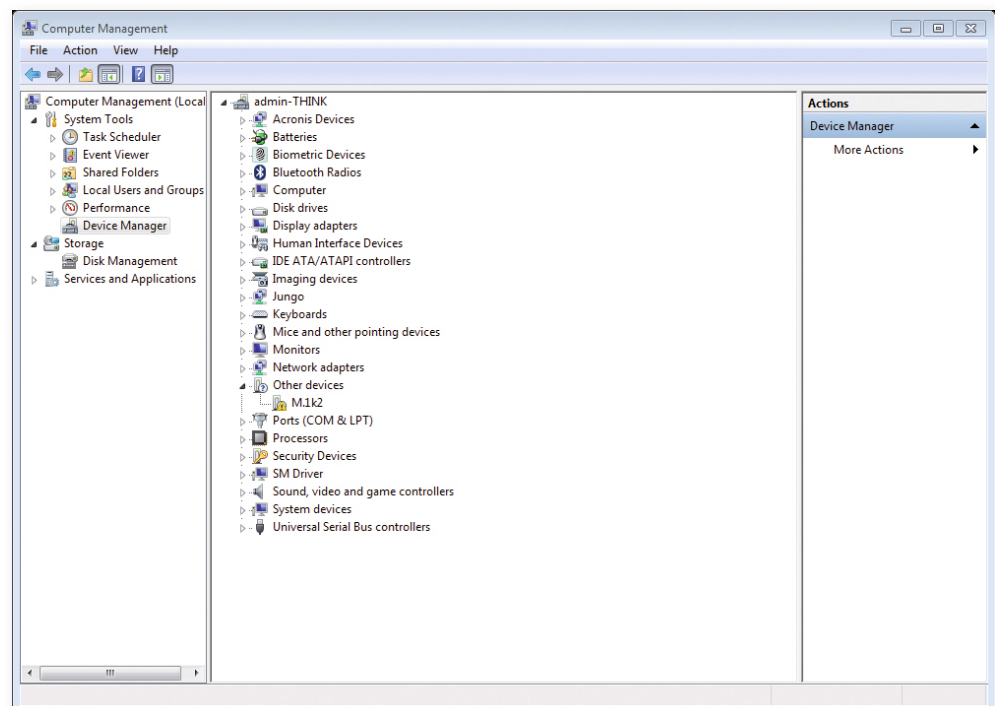 Computer Management
File Action View Help
Computer Management (Local
System Tools
Task Scheduler
Event Viewer
Shared Folders
Local Users and Groups
Performance
Device Manager
Storage
Disk Management
Services and Applications
admin-THINK
Acronis Devices
Batteries
Biometric Devices
Bluetooth Radios
Computer
Disk drives
Display adapters
Human Interface Devices
IDE ATA/ATAPI controllers
Imaging devices
Jungo
Keyboards
Mice and other pointing devices
Monitors
Network adapters
Other devices
M.1k2
Ports (COM & LPT)
Processors
Security Devices
SM Driver
Sound, video and game controllers
System devices
Universal Serial Bus controllers
Actions
Device Manager
More Actions